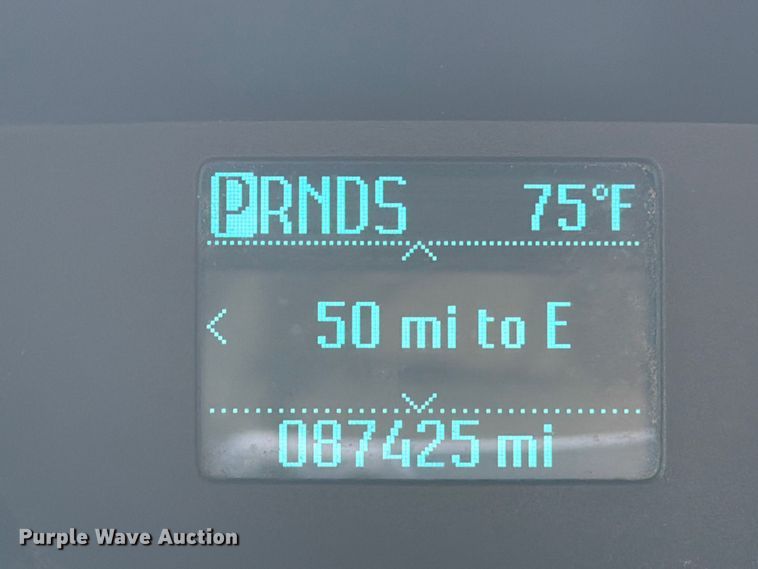 PRNDS 75°F
50 mi to E
087425 mi
Purple Wave Auction